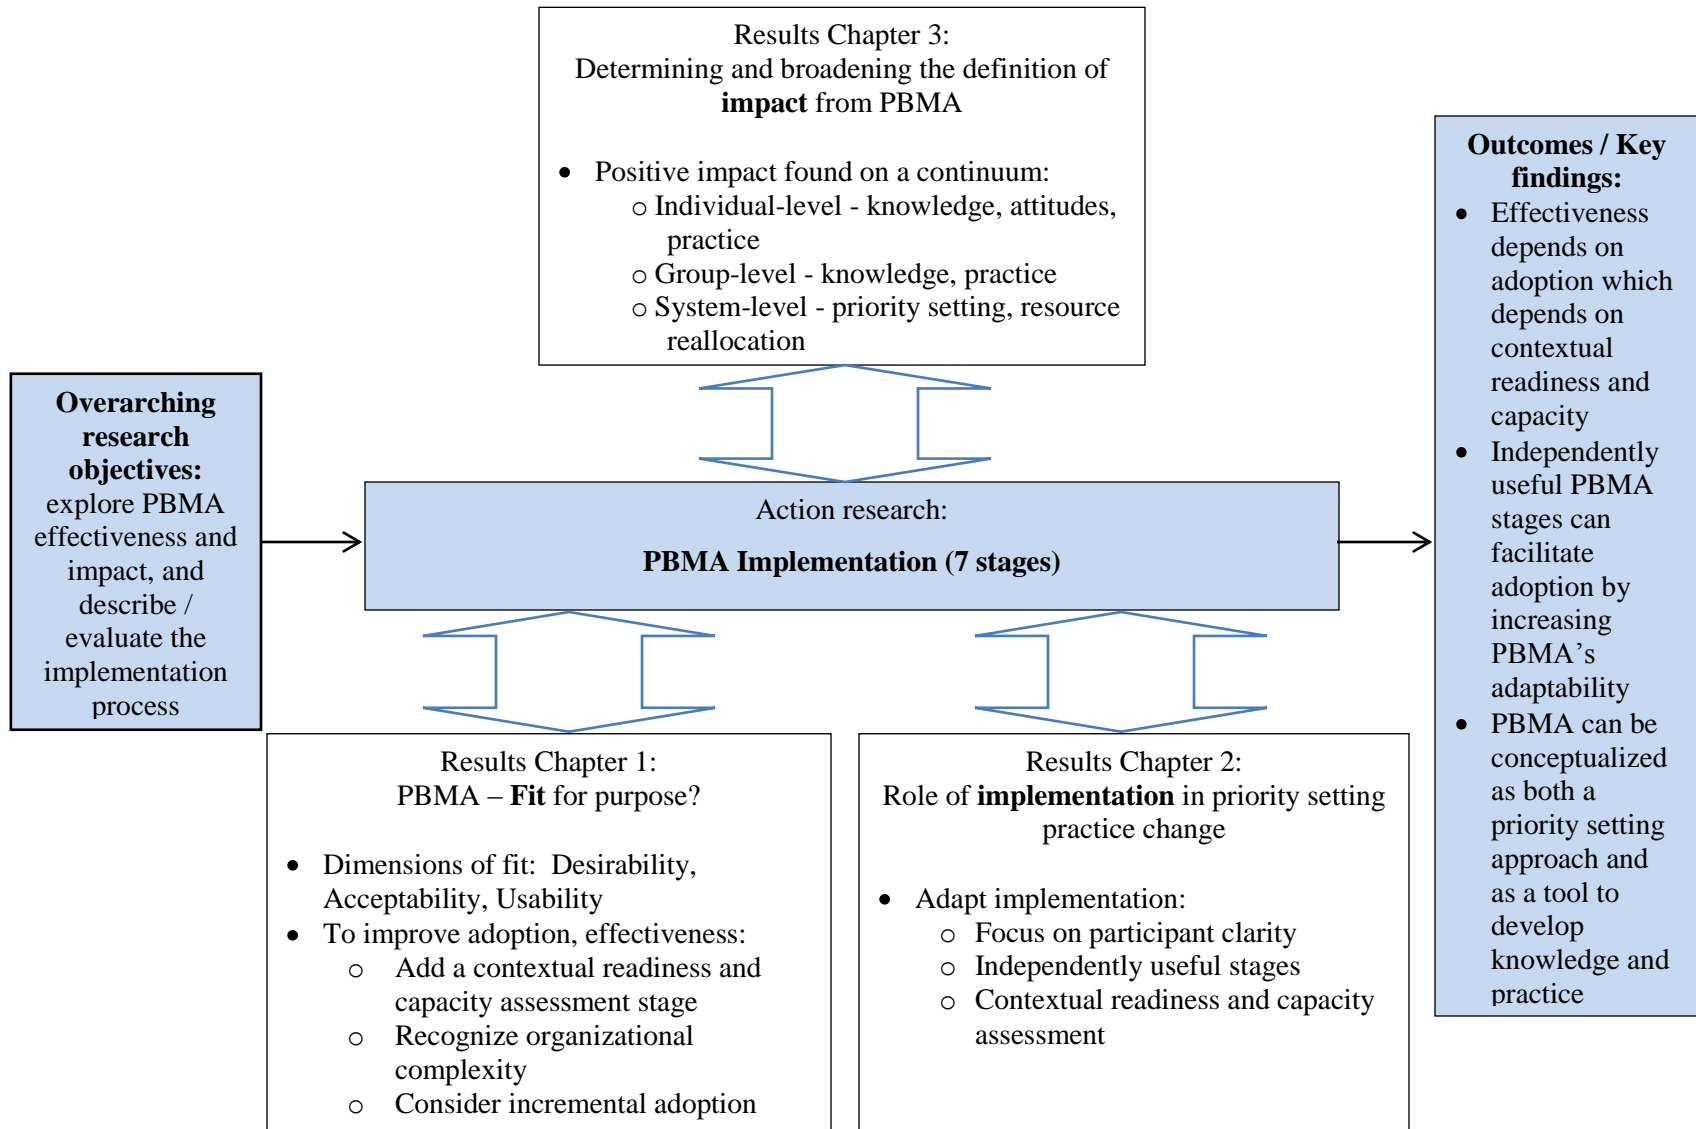 Results Chapter 3:
Determining and broadening the definition of
impact from PBMA
• Positive impact found on a continuum:
o Individual-level - knowledge, attitudes,
practice
o Group-level - knowledge, practice
o System-level - priority setting, resource
reallocation
Overarching
research
objectives:
explore PBMA
effectiveness and
impact, and
describe /
evaluate the
implementation
process
Action research:
PBMA Implementation (7 stages)
Results Chapter 1:
PBMA – Fit for purpose?
• Dimensions of fit: Desirability,
Acceptability, Usability
• To improve adoption, effectiveness:
o Add a contextual readiness and
capacity assessment stage
o Recognize organizational
complexity
o Consider incremental adoption
Results Chapter 2:
Role of implementation in priority setting
practice change
• Adapt implementation:
o Focus on participant clarity
o Independently useful stages
o Contextual readiness and capacity
assessment
Outcomes / Key
findings:
• Effectiveness
depends on
adoption which
depends on
contextual
readiness and
capacity
• Independently
useful PBMA
stages can
facilitate
adoption by
increasing
PBMA’s
adaptability
• PBMA can be
conceptualized
as both a
priority setting
approach and
as a tool to
develop
knowledge and
practice